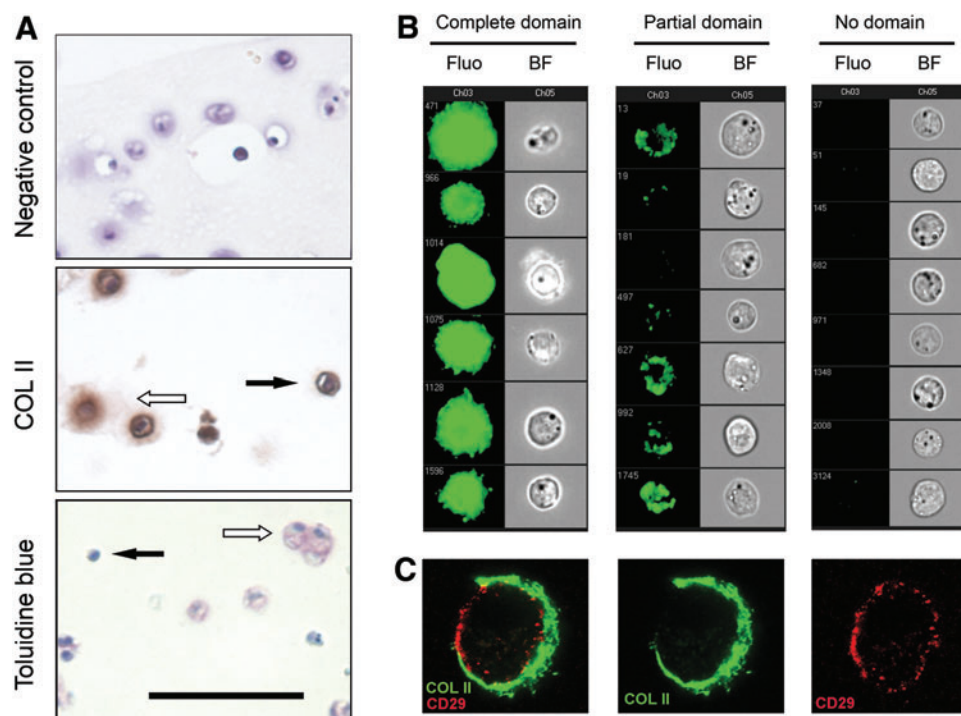 A
Negative control
COL II
Toluidine blue
B
Complete domain
Partial domain
No domain
Fluo BF
Fluo BF
Fluo BF
Ch03 Ch05
Ch03 Ch05
Ch03 Ch05
471
966
1014
1075
1128
1596
13
19
181
497
627
992
1745
37
51
145
682
971
1348
2008
3124
C
COL II
CD29
COL II
CD29